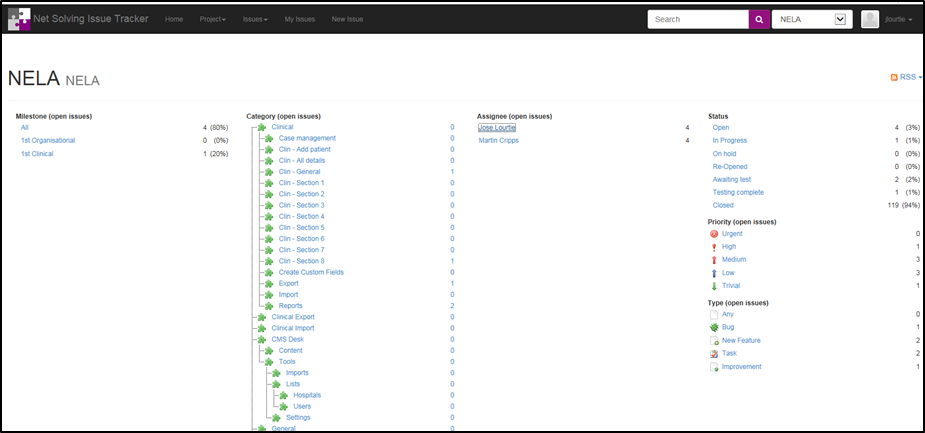 Net Solving Issue Tracker Home Project Issues My Issues New Issue Search NELA jlourtie
NELA NELA
RSS
Milestone (open issues)
All 4 (80%)
1st Organisational 0 (0%)
1st Clinical 1 (20%)
Category (open issues)
Clinical 0
Case management 0
Clin - Add patient 0
Clin - All details 0
Clin - General 1
Clin - Section 1 0
Clin - Section 2 0
Clin - Section 3 0
Clin - Section 4 0
Clin - Section 5 0
Clin - Section 6 0
Clin - Section 7 0
Clin - Section 8 1
Create Custom Fields 0
Export 1
Import 0
Reports 2
Clinical Export 0
Clinical Import 0
CMS Desk 0
Content 0
Tools 0
Imports 0
Lists 0
Hospitals 0
Users 0
Settings 0
General 0
Assignee (open issues)
Jose Lourtie 4
Martin Cripps 4
Status
Open 4 (3%)
In Progress 1 (1%)
On hold 0 (0%)
Re-Opened 0 (0%)
Awaiting test 2 (2%)
Testing complete 1 (1%)
Closed 119 (94%)
Priority (open issues)
Urgent 0
High 1
Medium 3
Low 3
Trivial 1
Type (open issues)
Any 0
Bug 1
New Feature 2
Task 2
Improvement 1